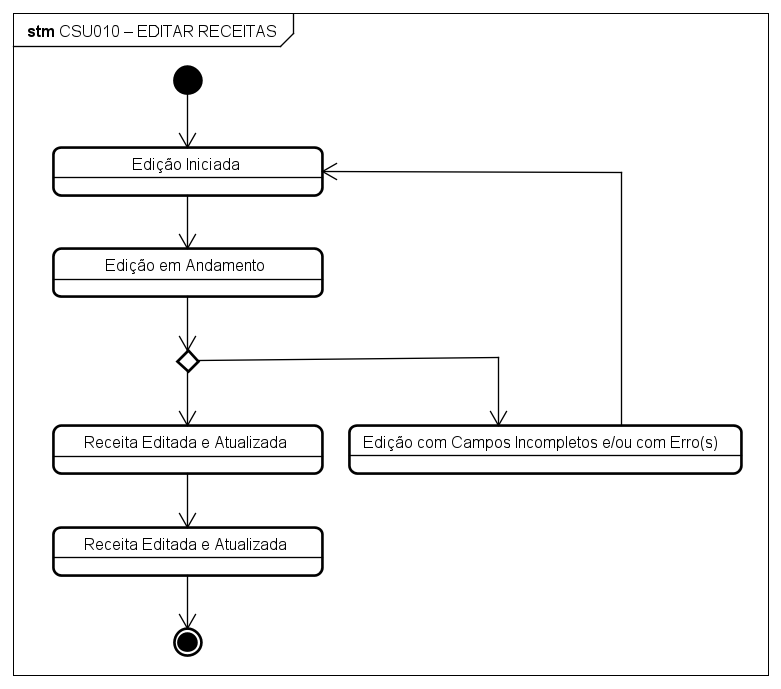 stm CSU010 – EDITAR RECEITAS
Edição Iniciada
Edição em Andamento
Receita Editada e Atualizada
Edição com Campos Incompletos e/ou com Erro(s)
Receita Editada e Atualizada